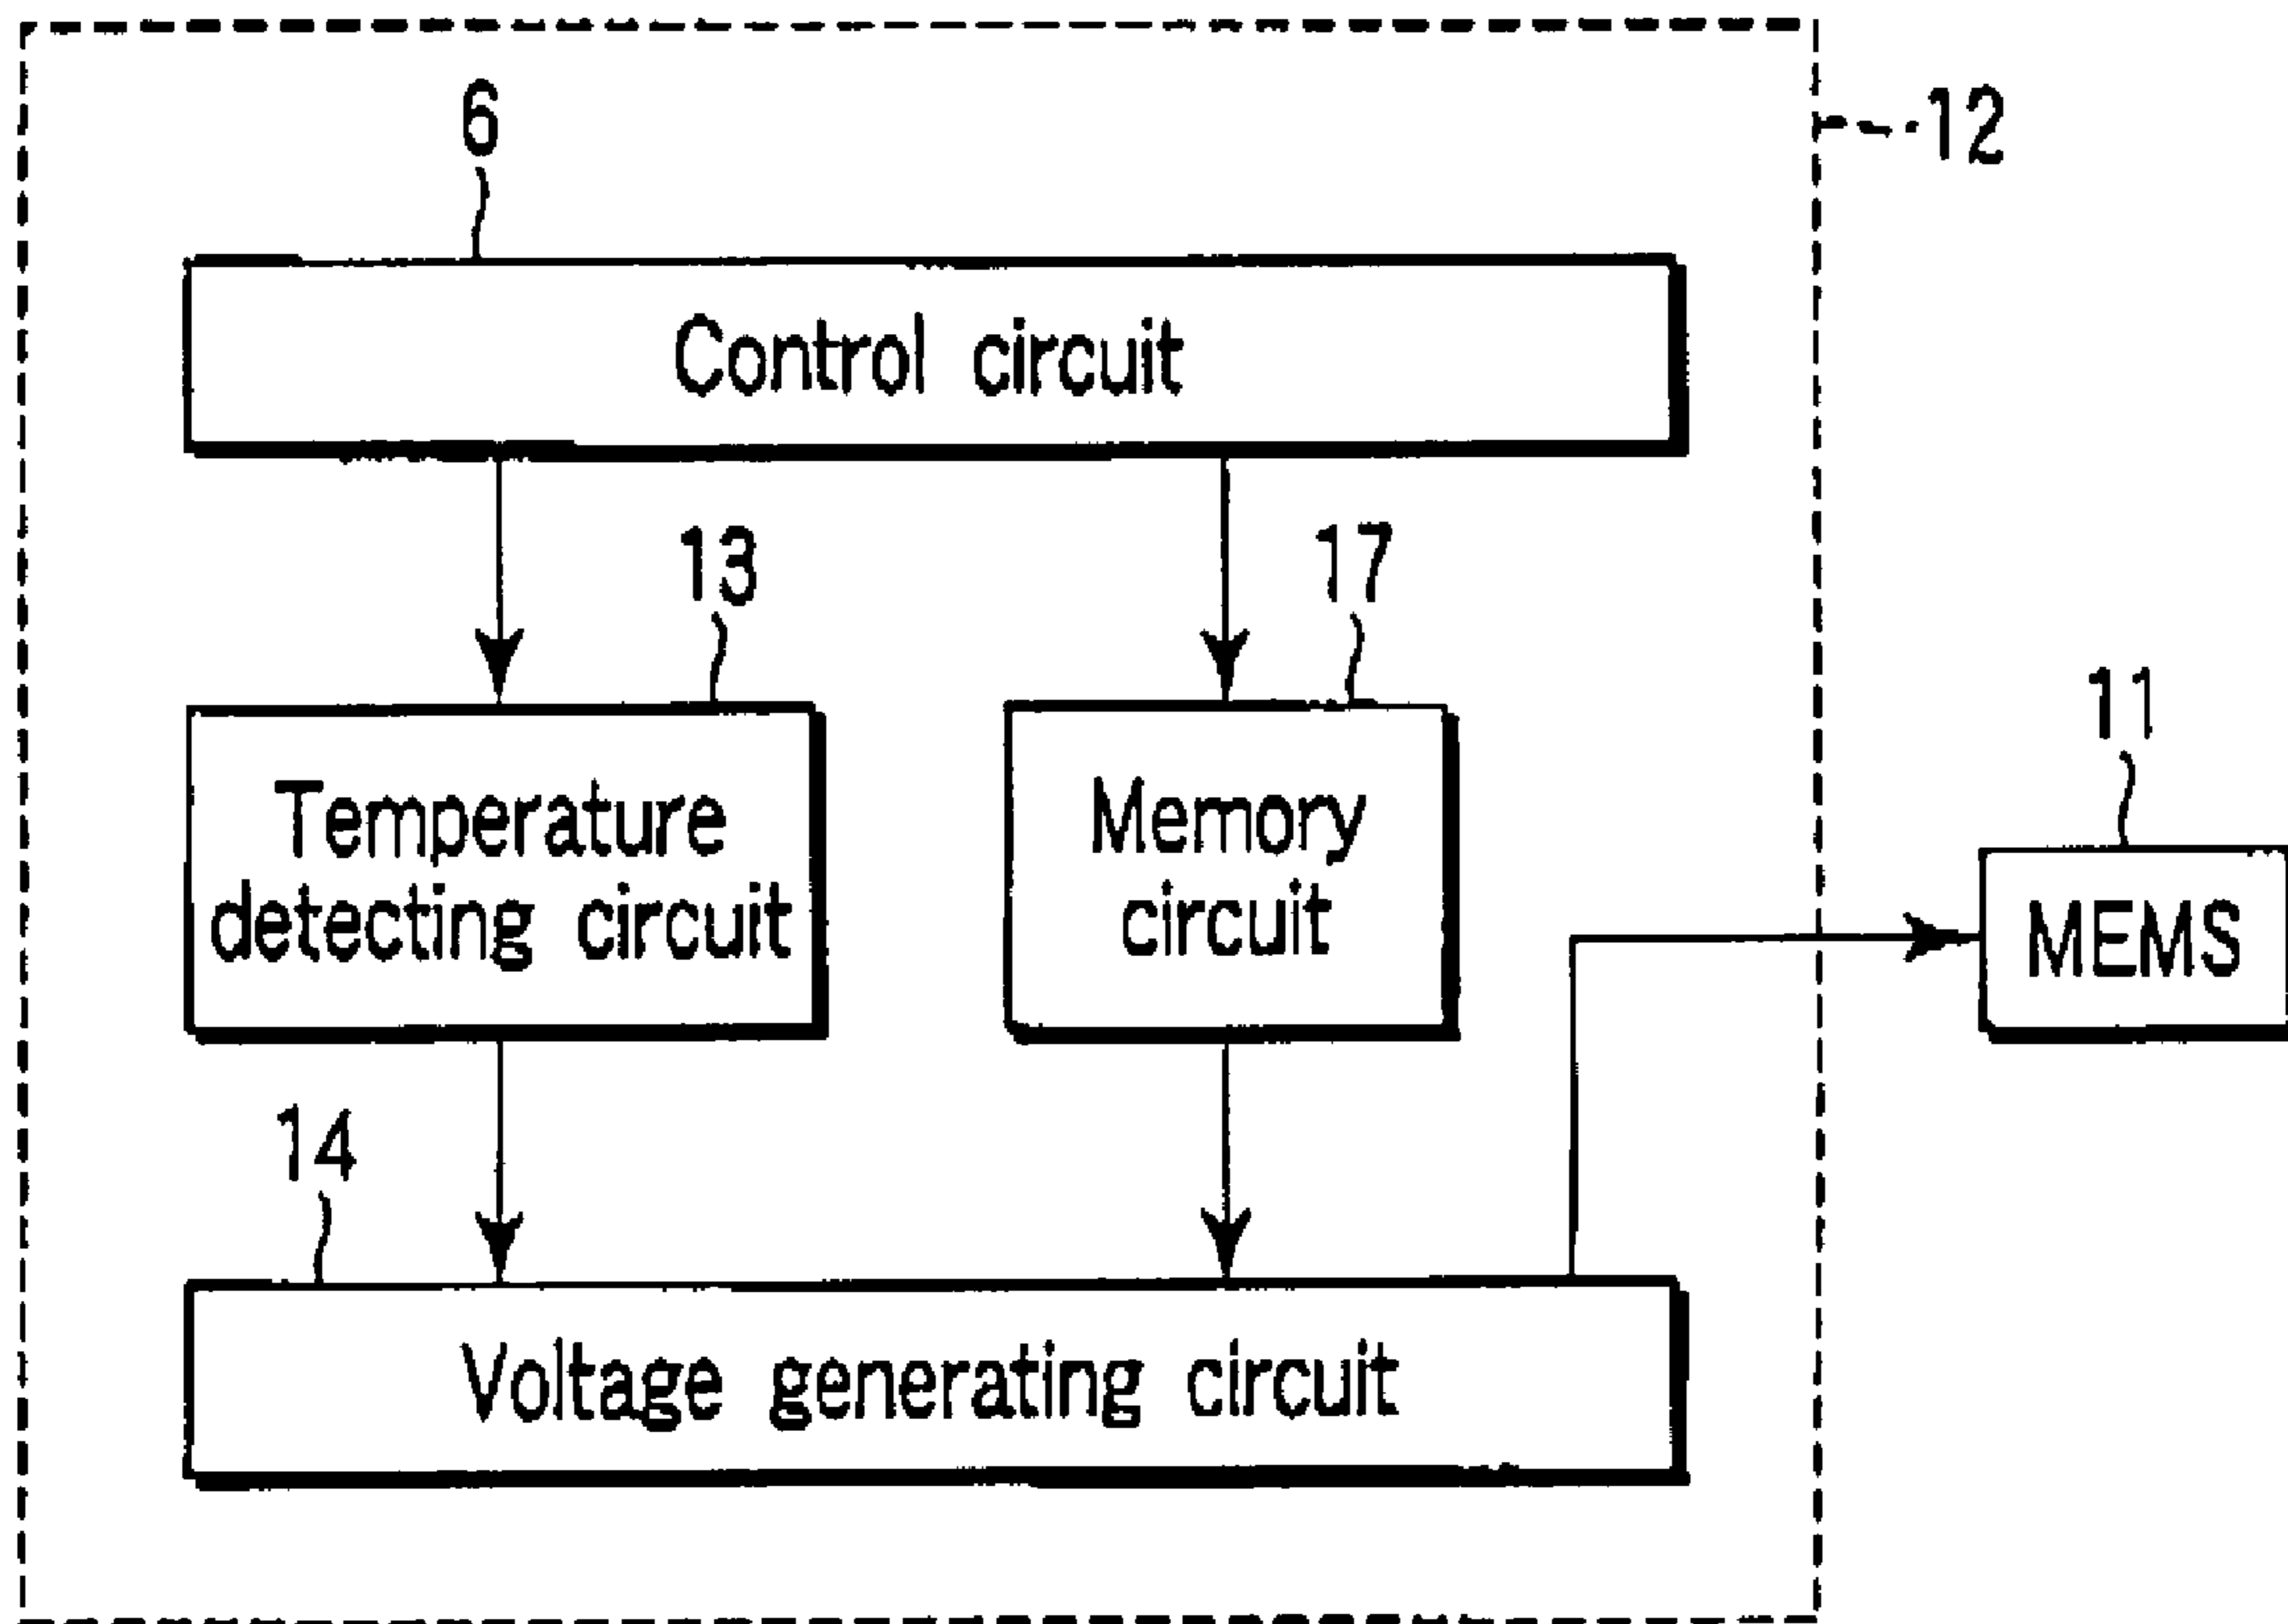 6
12
Control circuit
13
17
Temperature
detecting circuit
Memory
circuit
11
MEMS
14
Voltage generating circuit